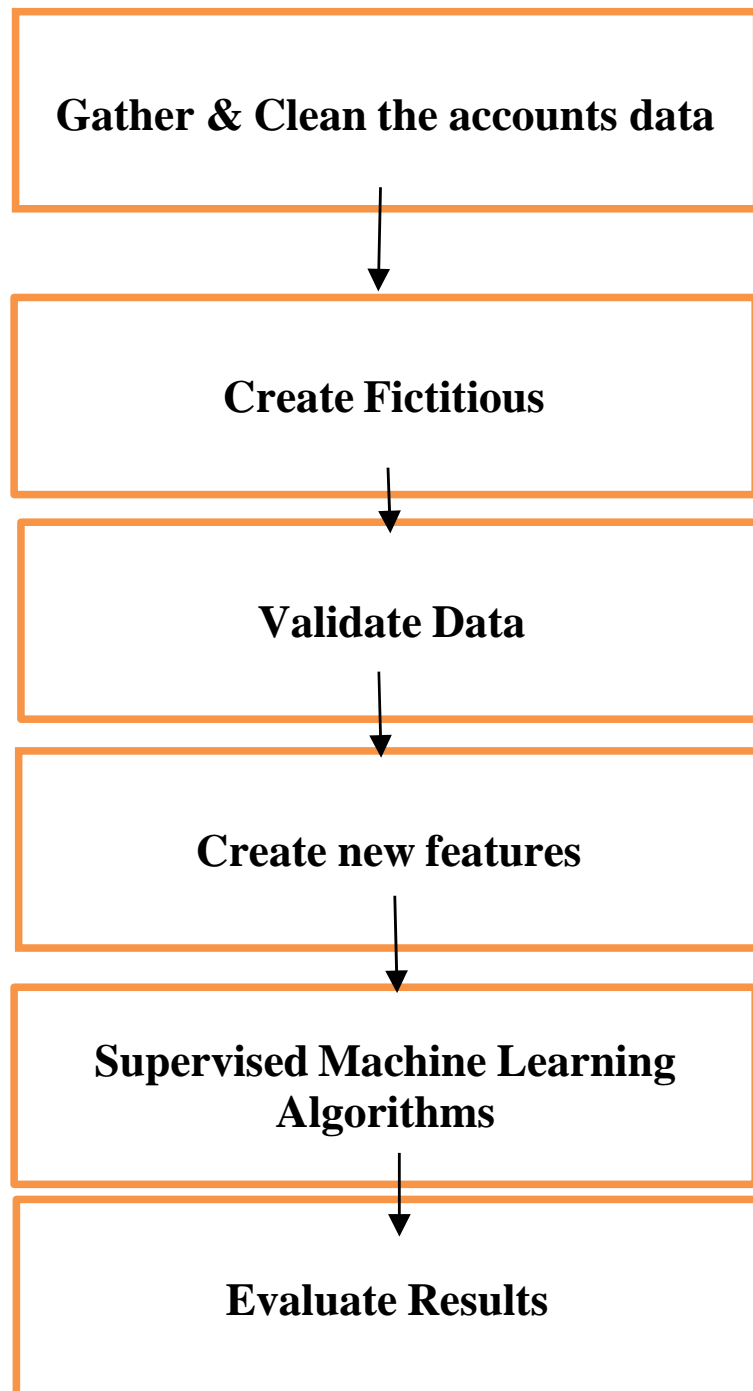 Gather & Clean the accounts data
Create Fictitious
Validate Data
Create new features
Supervised Machine Learning
Algorithms
Evaluate Results